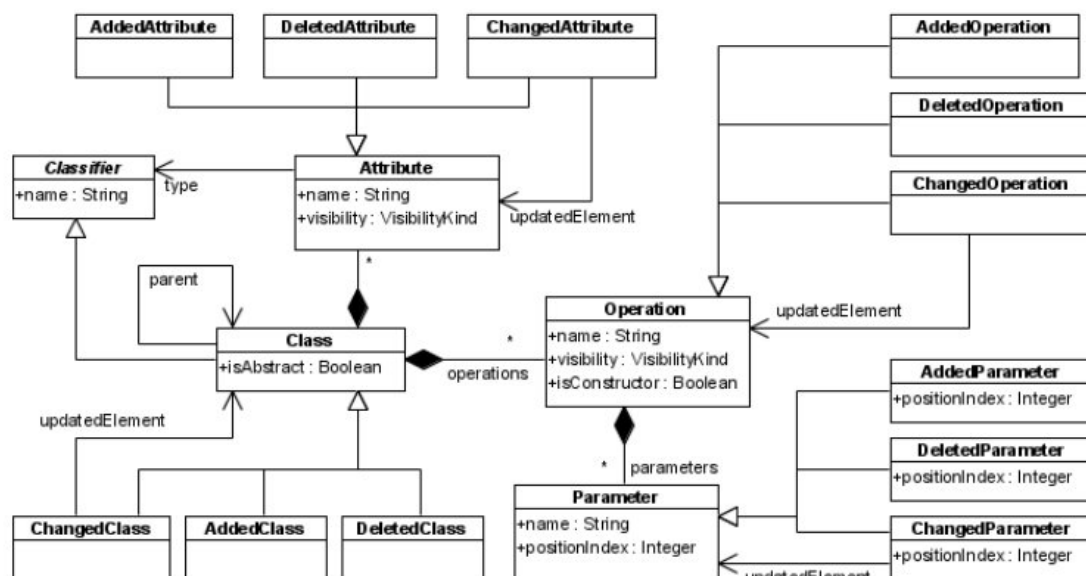 AddedAttribute
DeletedAttribute
ChangedAttribute
AddedOperation
DeletedOperation
Classifier
+name : String
type
Attribute
+name : String
+visibility : VisibilityKind
updatedElement
ChangedOperation
*
parent
Class
+isAbstract : Boolean
*
operations
Operation
+name : String
+visibility : VisibilityKind
+isConstructor : Boolean
updatedElement
AddedParameter
+positionIndex : Integer
updatedElement
*
parameters
DeletedParameter
+positionIndex : Integer
ChangedClass
AddedClass
DeletedClass
Parameter
+name : String
+positionIndex : Integer
ChangedParameter
+positionIndex : Integer
updatedElement